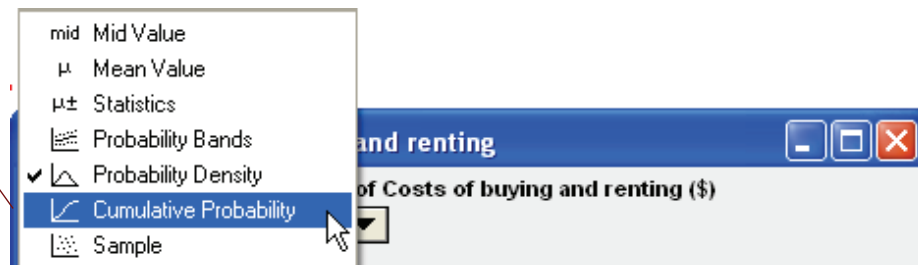 mid Mid Value
μ Mean Value
μ± Statistics
Probability Bands
and renting
Probability Density
of Costs of buying and renting ($)
Cumulative Probability
Sample